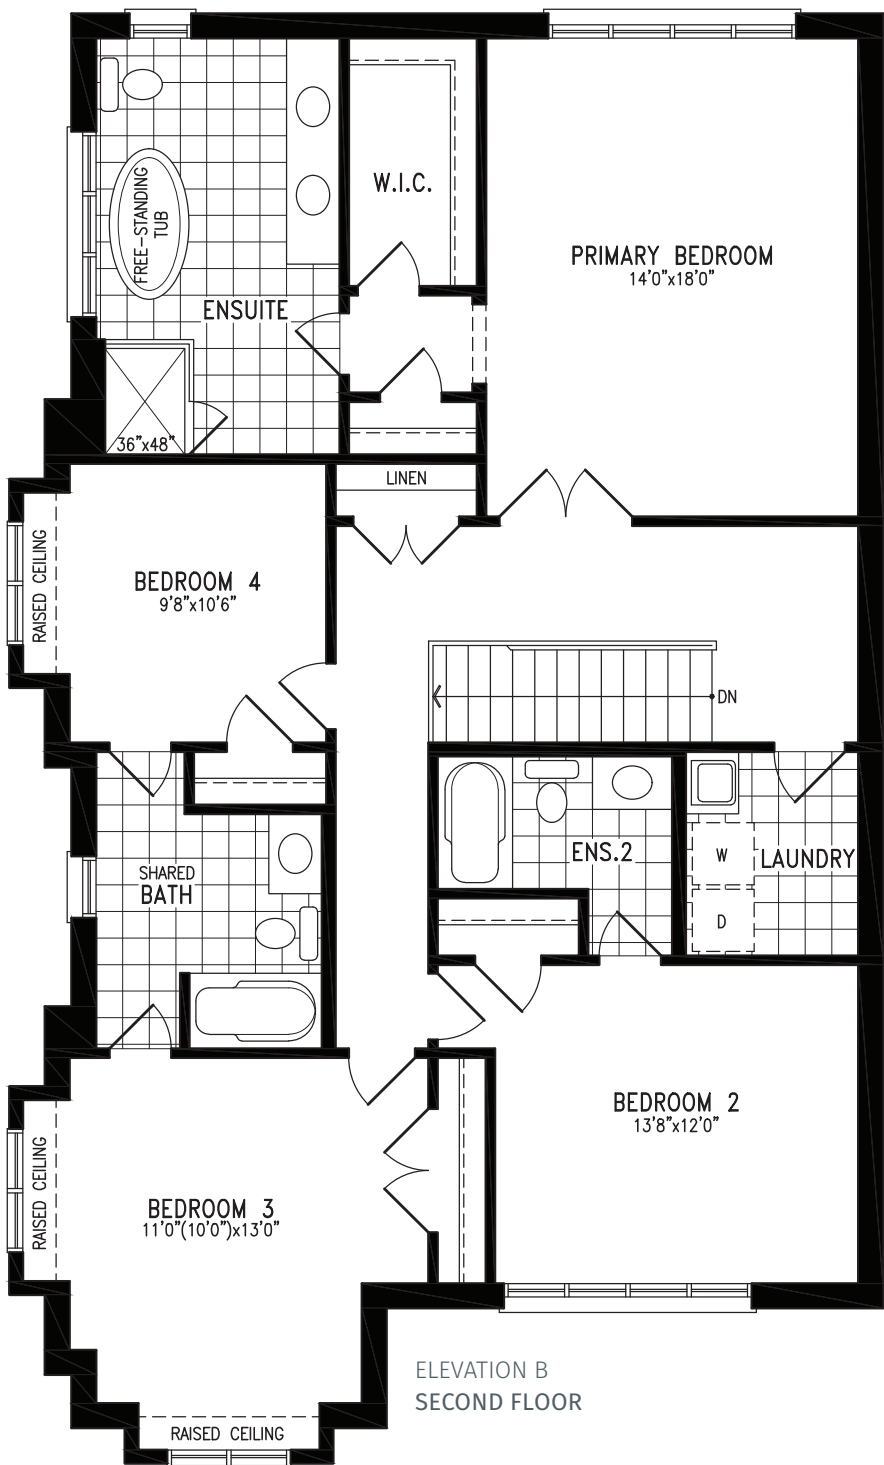 FREE-STANDING
TUB
W.I.C.
PRIMARY BEDROOM
14'0"x18'0"
ENSUITE
36"x48"
LINEN
RAISED CEILING
BEDROOM 4
9'8"x10'6"
DN
SHARED
BATH
ENS.2
W
LAUNDRY
D
BEDROOM 2
13'8"x12'0"
RAISED CEILING
BEDROOM 3
11'0"(10'0")x13'0"
ELEVATION B
SECOND FLOOR
RAISED CEILING